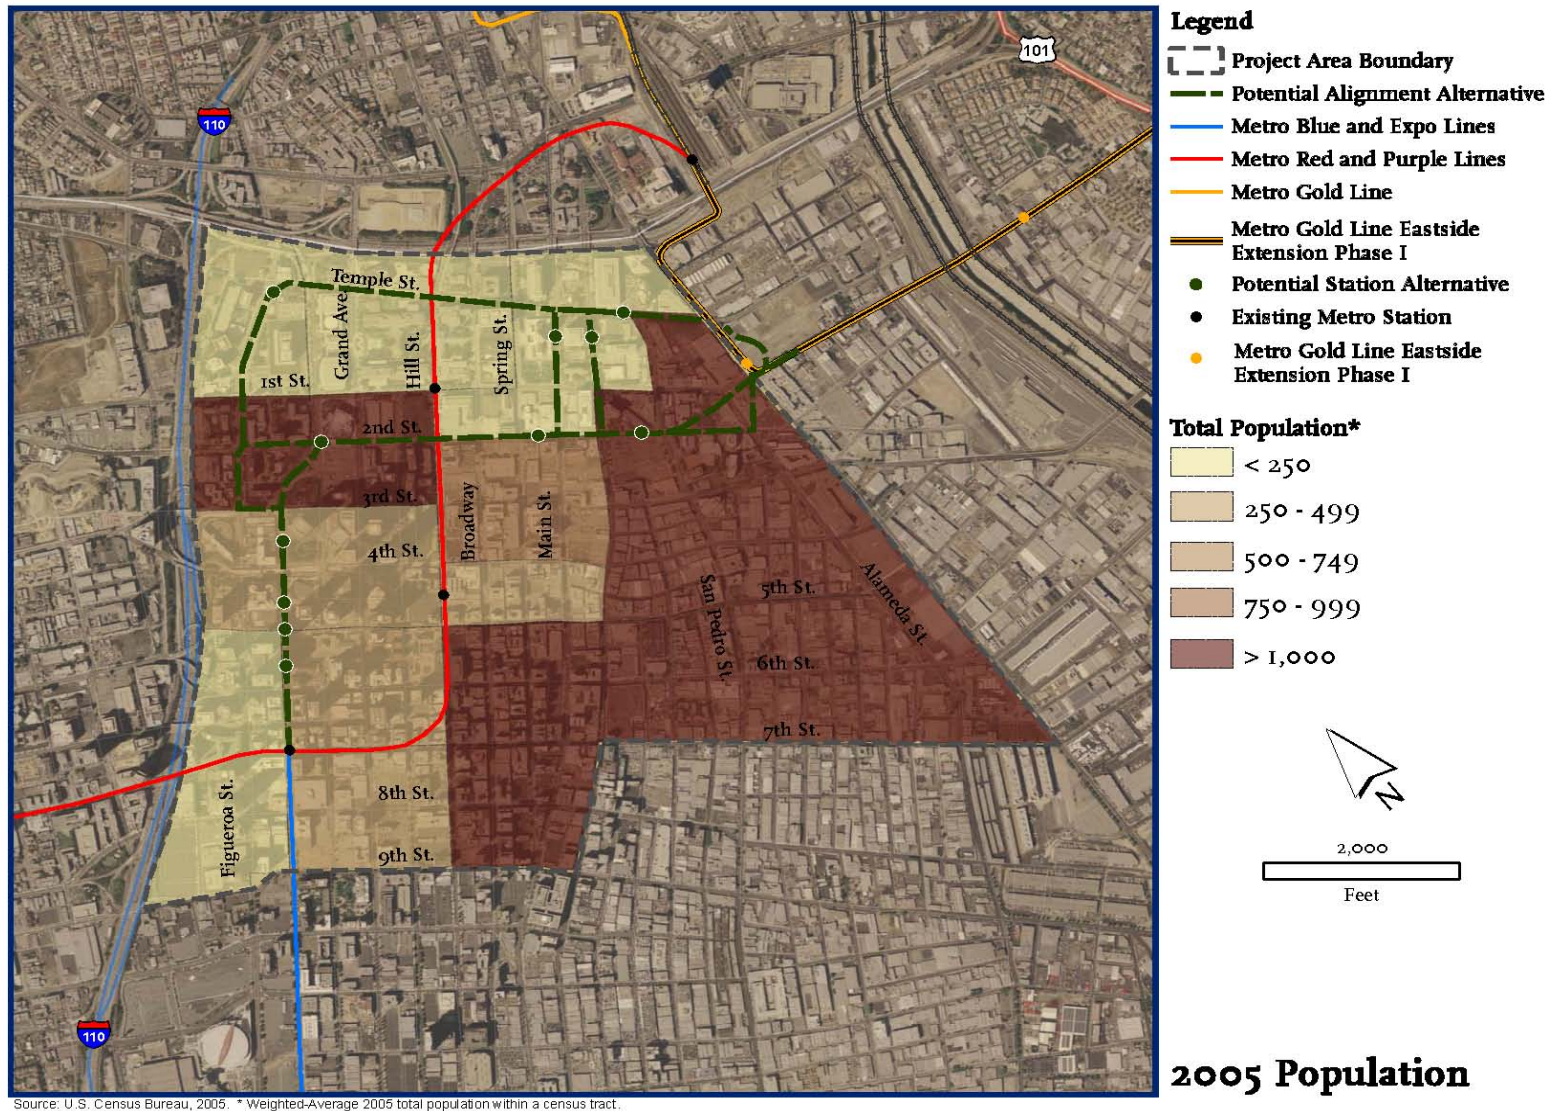 110
101
Temple St.
Grand Ave.
Hill St.
Spring St.
1st St.
2nd St.
3rd St.
Broadway
Main St.
4th St.
5th St.
San Pedro St.
Alameda St.
6th St.
7th St.
Figueroa St.
8th St.
9th St.
110
Legend
Project Area Boundary
Potential Alignment Alternative
Metro Blue and Expo Lines
Metro Red and Purple Lines
Metro Gold Line
Metro Gold Line Eastside
Extension Phase I
Potential Station Alternative
Existing Metro Station
Metro Gold Line Eastside
Extension Phase I
Total Population*
< 250
250 - 499
500 - 749
750 - 999
> 1,000
N
2,000
Feet
2005 Population
Source: U.S. Census Bureau, 2005. * Weighted-Average 2005 total population within a census tract.